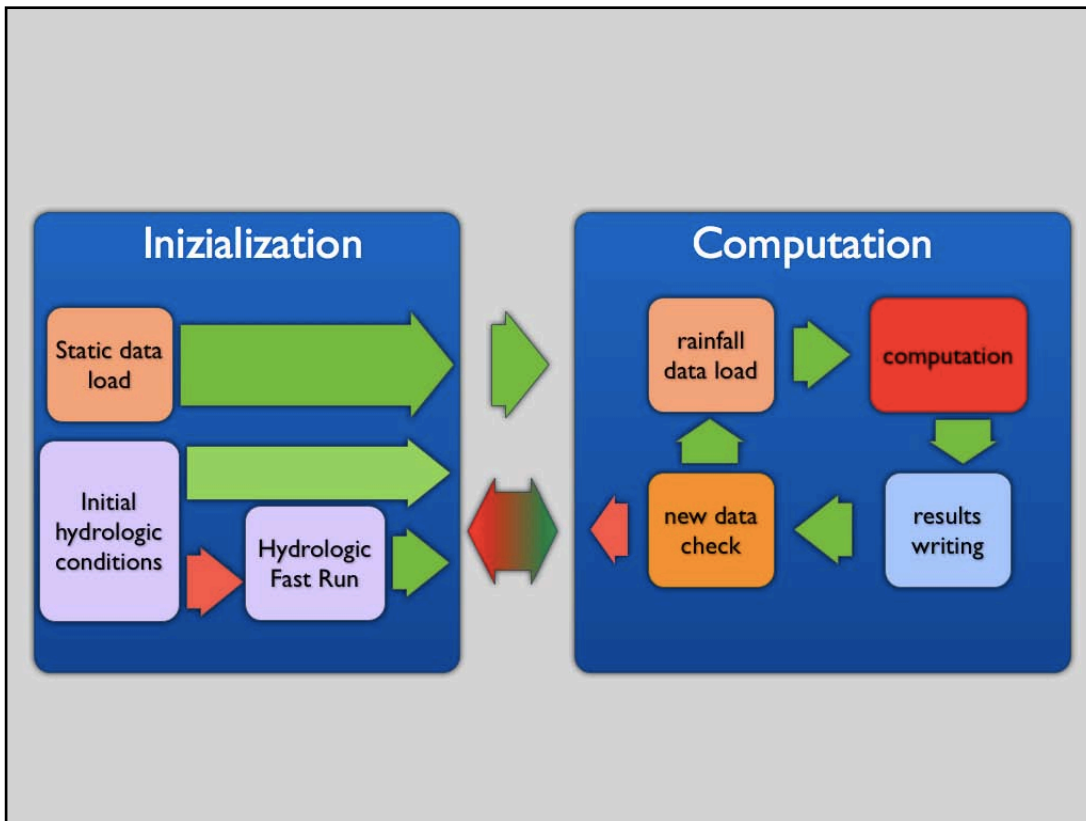 Inizialization
Static data
load
Initial
hydrologic
conditions
Hydrologic
Fast Run
Computation
rainfall
data load
computation
new data
check
results
writing